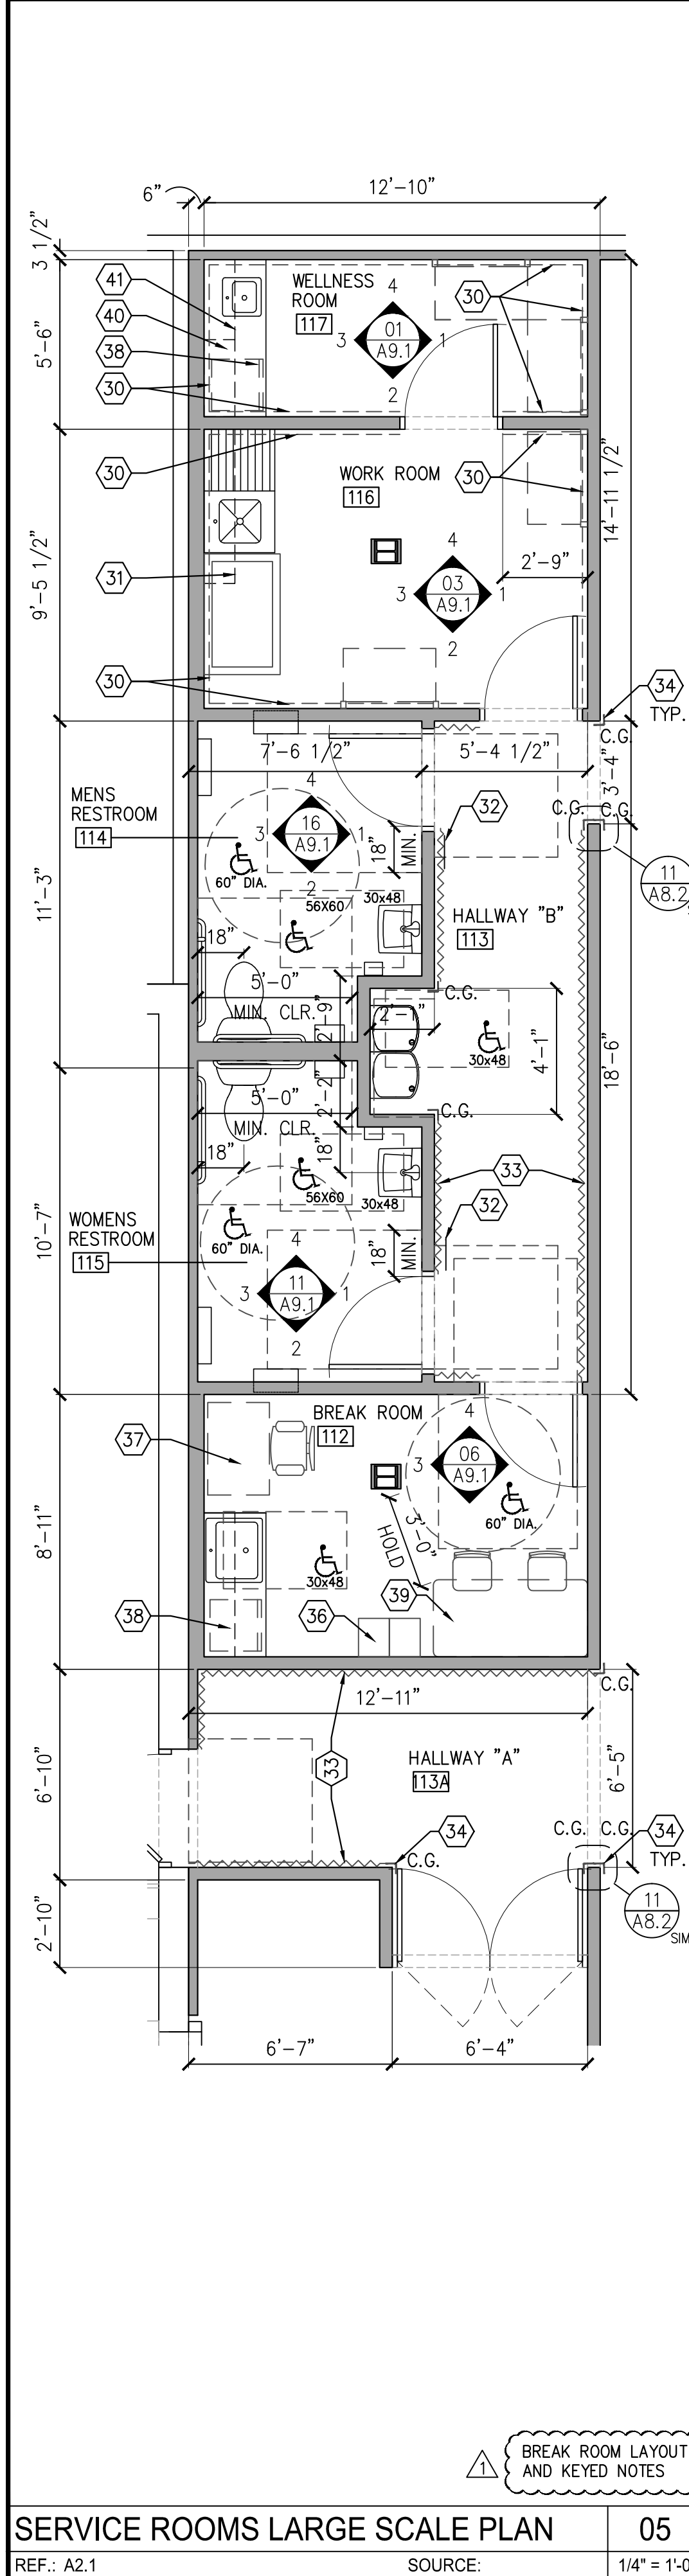 6" 12'-10"
3 1/2"
41
WELLNESS
ROOM
117
4
3 01 1
A9.1
2
30
40
38
30
5'-6"
30
WORK ROOM
116
30
14'-11 1/2"
31
4
3 03 1
A9.1
2
2'-9"
9'-5 1/2"
30
34
TYP.
C.G.
7'-6 1/2" 5'-4 1/2"
3'-4"
MENS
RESTROOM
114
4
3 16 1
A9.1
2
18" MIN.
32
C.G. C.G.
60" DIA.
56X60
30x48
11
A8.2
HALLWAY "B"
113
11'-3"
18"
5'-0"
MIN. CLR.
2'-9"
C.G.
2'-1"
30x48
4'-1"
18'-6"
5'-0"
MIN. CLR.
2'-2"
C.G.
18"
18"
56X60
30x48
33
32
WOMENS
RESTROOM
115
60" DIA.
4
3 11 1
A9.1
2
18" MIN.
10'-7"
BREAK ROOM
112
37
4
3 06
A9.1
60" DIA.
3'-0"
HOLD
8'-11"
30x48
38
36
39
C.G.
12'-11"
HALLWAY "A"
113A
33
6'-10"
6'-5"
34
C.G.
C.G. C.G.
34
TYP.
11
A8.2
SIM
2'-10"
6'-7" 6'-4"
1
BREAK ROOM LAYOUT
AND KEYED NOTES
SERVICE ROOMS LARGE SCALE PLAN 05
REF.: A2.1 SOURCE: 1/4" = 1'-0